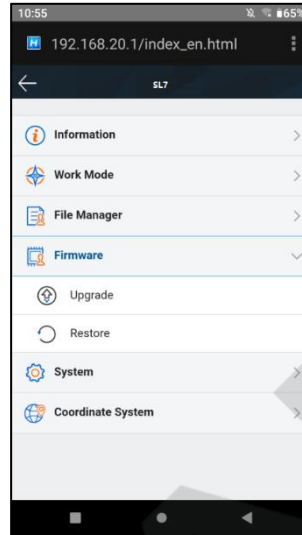 10:55 65%
192.168.20.1/index_en.html
SL7
Information
Work Mode
File Manager
Firmware
Upgrade
Restore
System
Coordinate System